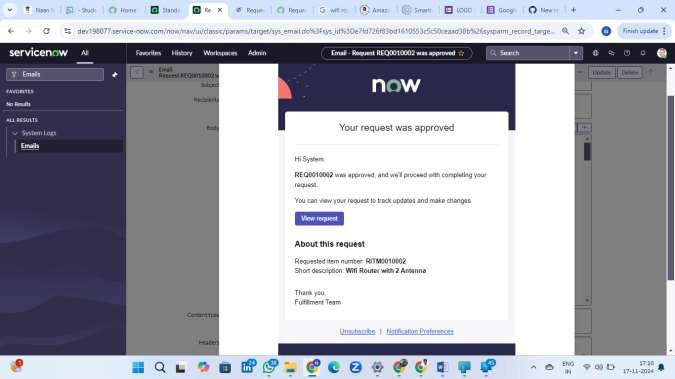 Naan M
- Stuck
Home
Standa
Re
Reque
Reque
wifi ro
Amazo
Smartc
LOGO
Google
New re
dev198077.service-now.com/now/nav/ui/classic/params/target/sys_email.do%3Fsys_id%3De7fd726f83bd1610553c5c50ceaad38b%26sysparm_record_targe...
Finish update
servicenow
All
Favorites
History
Workspaces
Admin
Email - Request REQ0010002 was approved
Search
Emails
FAVORITES
No Results
ALL RESULTS
System Logs
Emails
Email
Request REQ0010002 w
Update
Delete
Subject
Recipients
Body
Content type
Headers
now
Your request was approved
Hi System,
REQ0010002 was approved, and we'll proceed with completing your
request.
You can view your request to track updates and make changes.
View request
About this request
Requested item number: RITM0010002
Short description: Wifi Router with 2 Antenna
Thank you,
Fulfillment Team
Unsubscribe | Notification Preferences
ENG
IN
17:20
17-11-2024